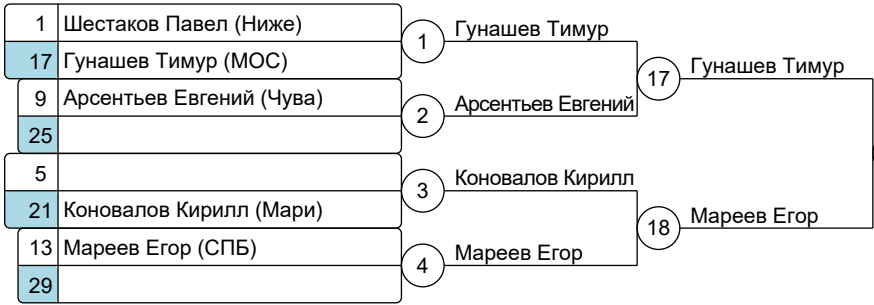 1 Шестаков Павел (Ниже)
17 Гунашев Тимур (МОС)
1 Гунашев Тимур
9 Арсентьев Евгений (Чува)
25
2 Арсентьев Евгений
17 Гунашев Тимур
5
21 Коновалов Кирилл (Мари)
3 Коновалов Кирилл
13 Мареев Егор (СПБ)
29
4 Мареев Егор
18 Мареев Егор